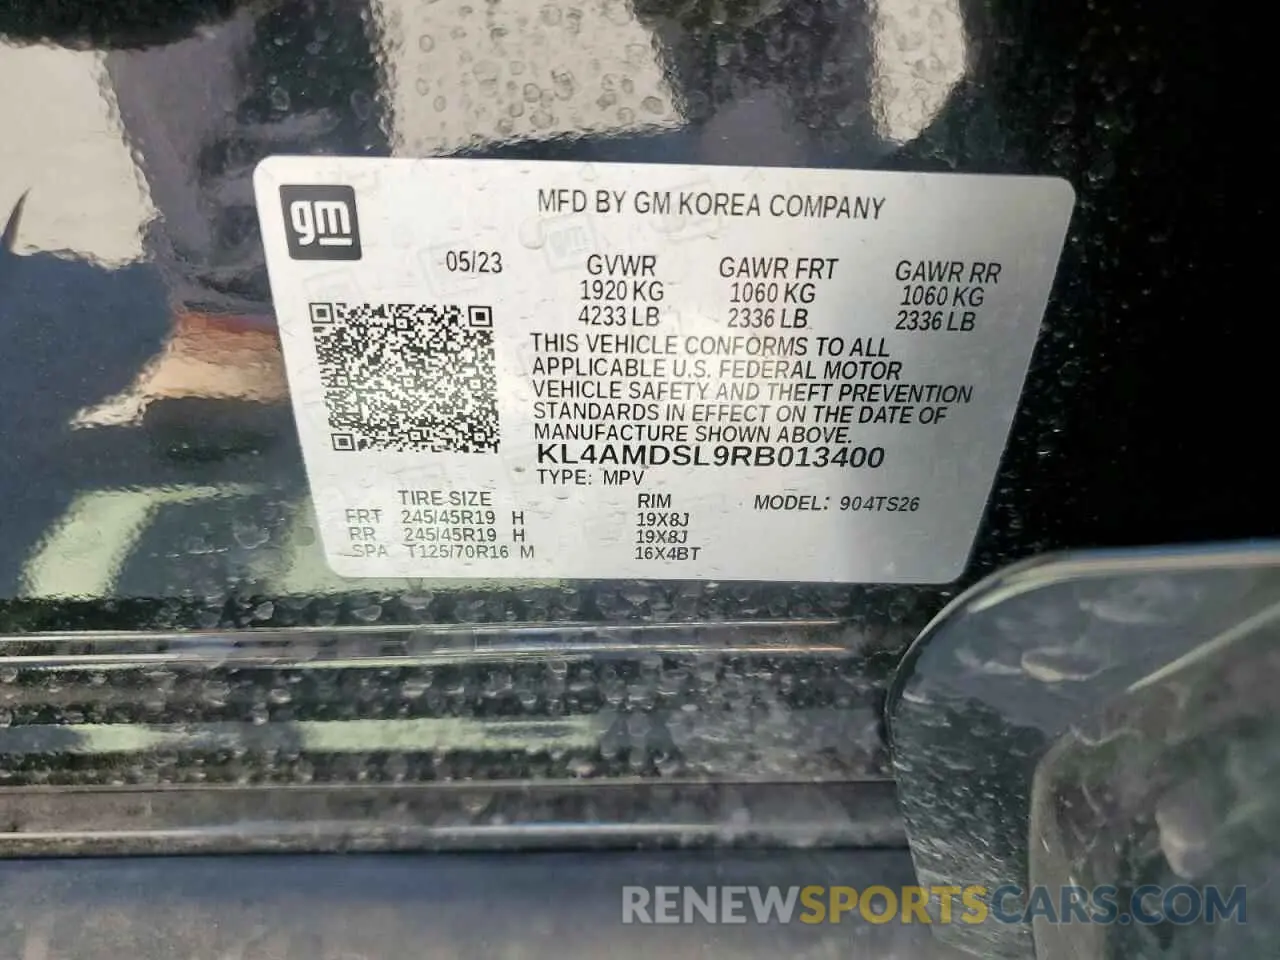 gm
MFD BY GM KOREA COMPANY
05/23
GVWR GAWR FRT GAWR RR
1920 KG 1060 KG 1060 KG
4233 LB 2336 LB 2336 LB
THIS VEHICLE CONFORMS TO ALL
APPLICABLE U.S. FEDERAL MOTOR
VEHICLE SAFETY AND THEFT PREVENTION
STANDARDS IN EFFECT ON THE DATE OF
MANUFACTURE SHOWN ABOVE.
KL4AMDSL9RB013400
TYPE: MPV
TIRE SIZE RIM MODEL: 904TS26
FRT 245/45R19 H 19X8J
RR 245/45R19 H 19X8J
SPA T125/70R16 M 16X4BT
RENEWSPORTSCARS.COM